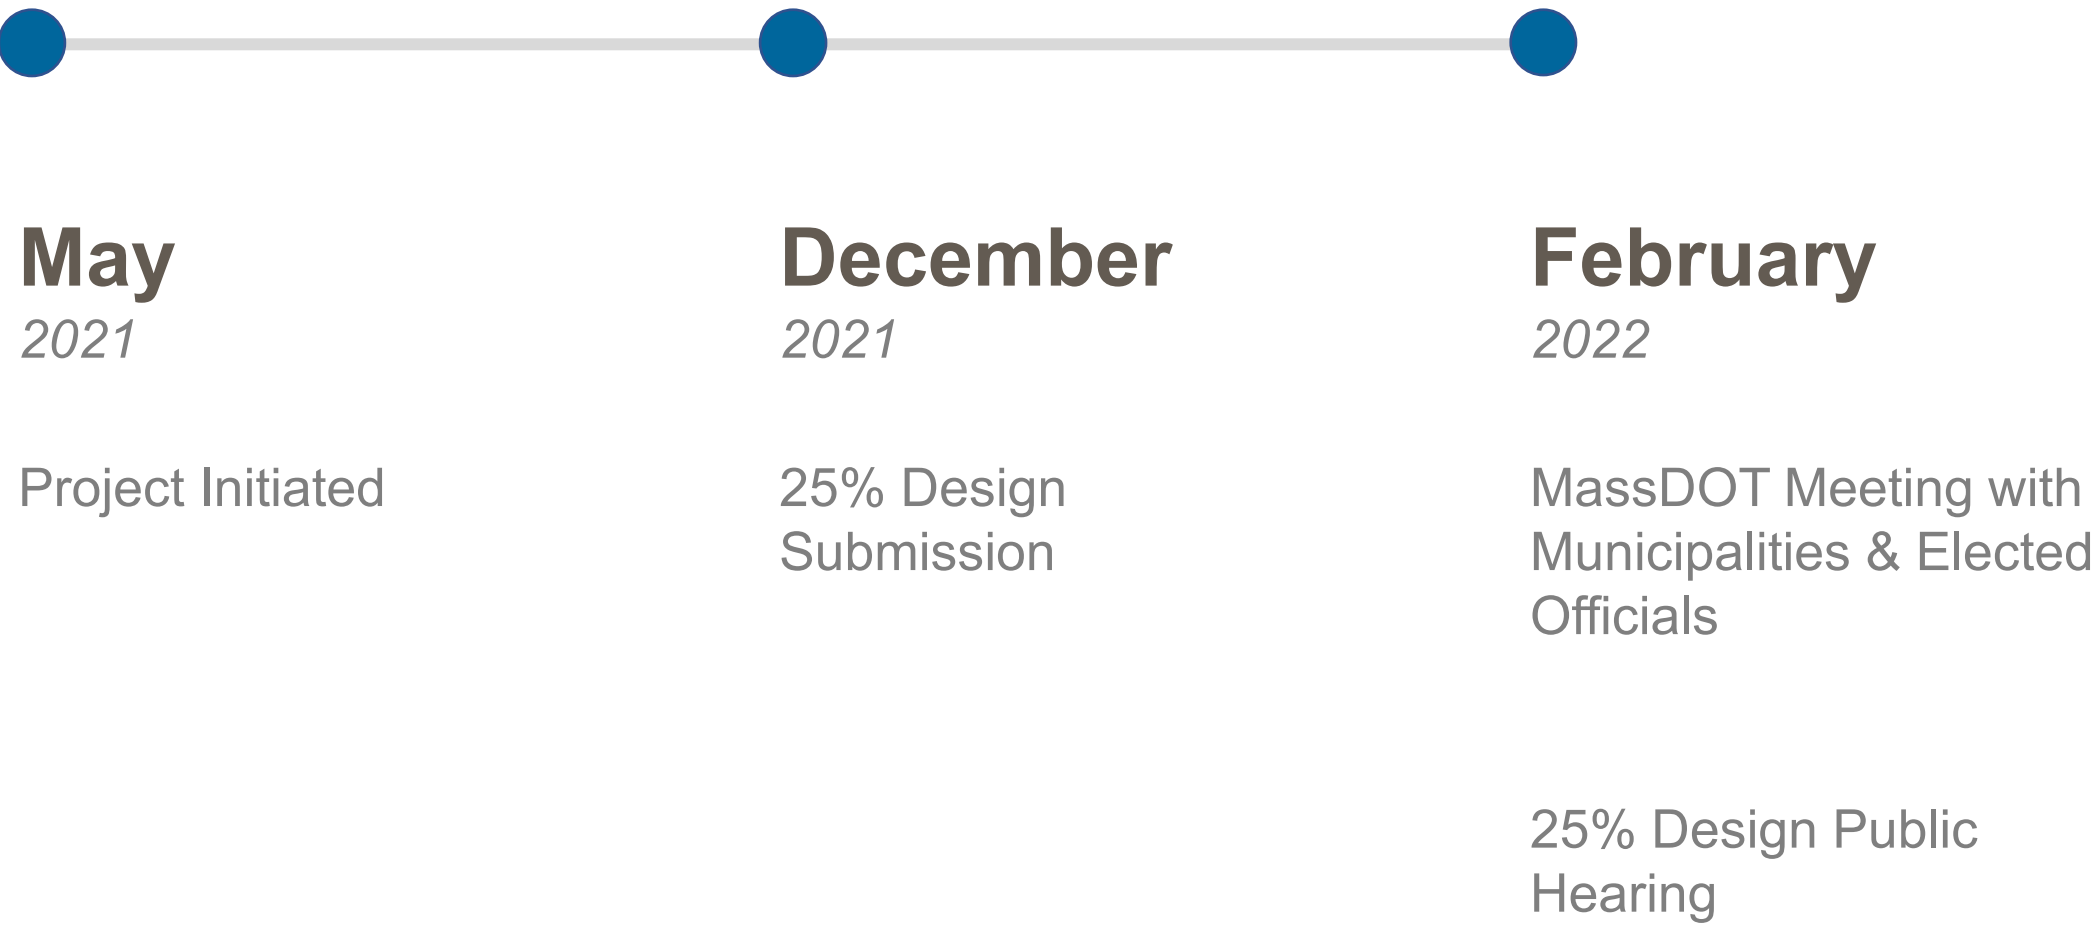 May
2021
Project Initiated
December
2021
25% Design
Submission
February
2022
MassDOT Meeting with
Municipalities & Elected
Officials
25% Design Public
Hearing